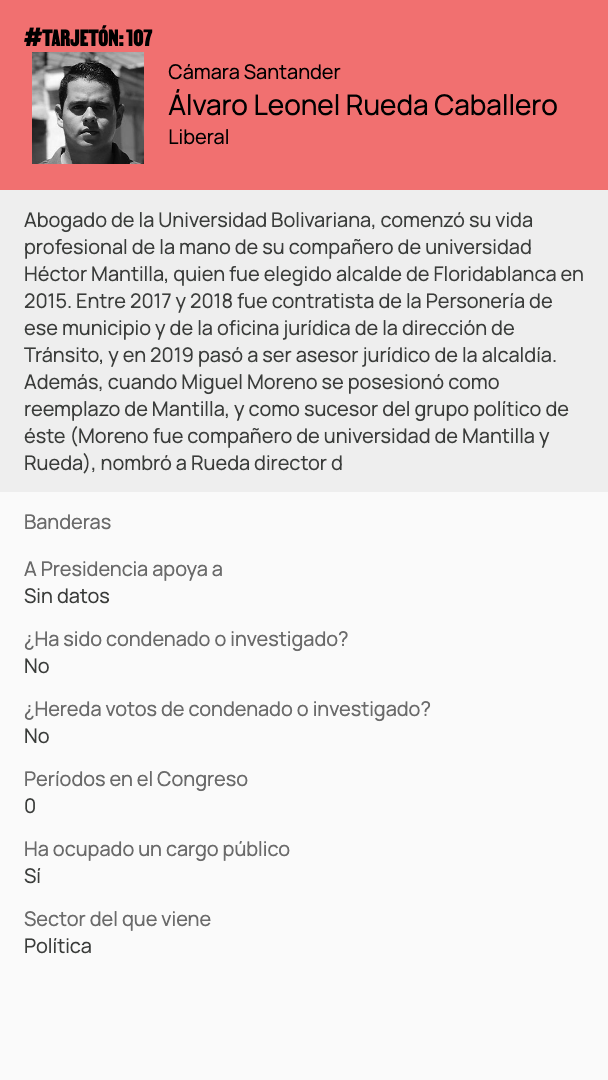 #TARJETÓN: 107
Cámara Santander
Álvaro Leonel Rueda Caballero
Liberal
Abogado de la Universidad Bolivariana, comenzó su vida
profesional de la mano de su compañero de universidad
Héctor Mantilla, quien fue elegido alcalde de Floridablanca en
2015. Entre 2017 y 2018 fue contratista de la Personería de
ese municipio y de la oficina jurídica de la dirección de
Tránsito, y en 2019 pasó a ser asesor jurídico de la alcaldía.
Además, cuando Miguel Moreno se posesionó como
reemplazo de Mantilla, y como sucesor del grupo político de
éste (Moreno fue compañero de universidad de Mantilla y
Rueda), nombró a Rueda director d
Banderas
A Presidencia apoya a
Sin datos
¿Ha sido condenado o investigado?
No
¿Hereda votos de condenado o investigado?
No
Períodos en el Congreso
0
Ha ocupado un cargo público
Sí
Sector del que viene
Política